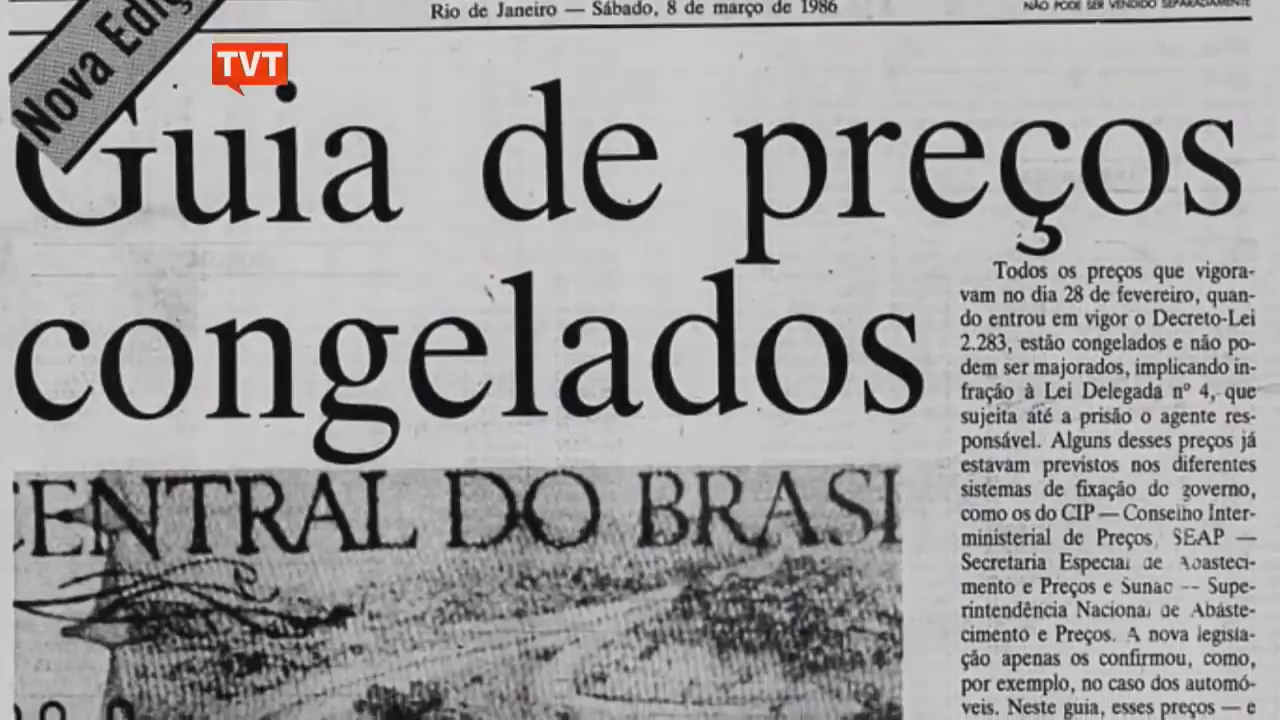 Rio de Janeiro — Sábado, 8 de março de 1986
NÃO PODE SER VENDIDO SEPARADAMENTE
Nova Ediç
TVT
Guia de preços
congelados
Todos os preços que vigora-
vam no dia 28 de fevereiro, quan-
do entrou em vigor o Decreto-Lei
2.283, estão congelados e não po-
dem ser majorados, implicando in-
fração à Lei Delegada nº 4, que
sujeita até a prisão o agente res-
ponsável. Alguns desses preços já
estavam previstos nos diferentes
sistemas de fixação do governo,
como os do CIP — Conselho Inter-
ministerial de Preços, SEAP —
Secretaria Especial de Abasteci-
mento e Preços e Sunab — Supe-
rintendência Nacional de Abaste-
cimento e Preços. A nova legisla-
ção apenas os confirmou, como,
por exemplo, no caso dos automó-
veis. Neste guia, esses preços — e
CENTRAL DO BRASI